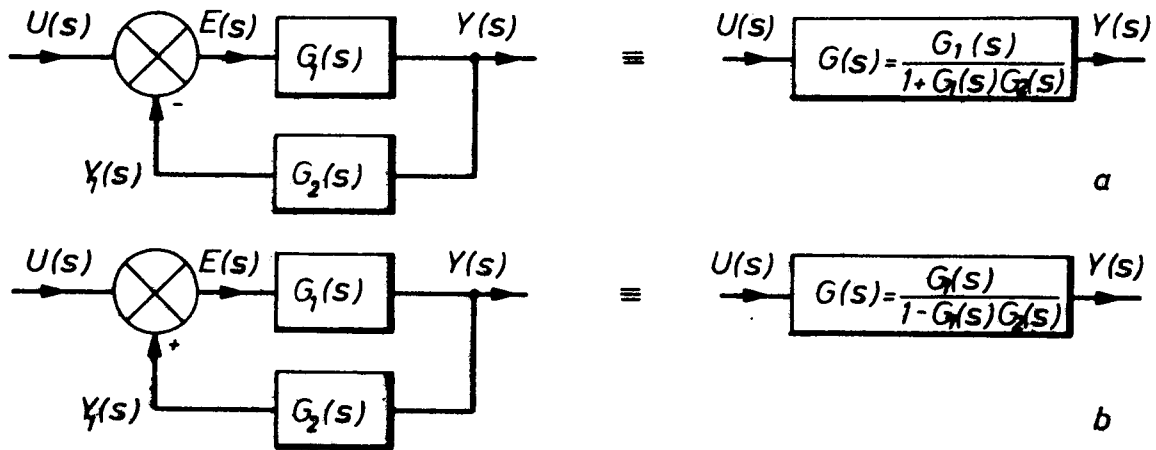 U(s) E(s) G1(s) Y(s) ≡ U(s) G(s)= G1(s) / 1+G1(s)G2(s) Y(s)
-
Y1(s) G2(s) a
U(s) E(s) G1(s) Y(s) ≡ U(s) G(s)= G1(s) / 1-G1(s)G2(s) Y(s)
+
Y1(s) G2(s) b